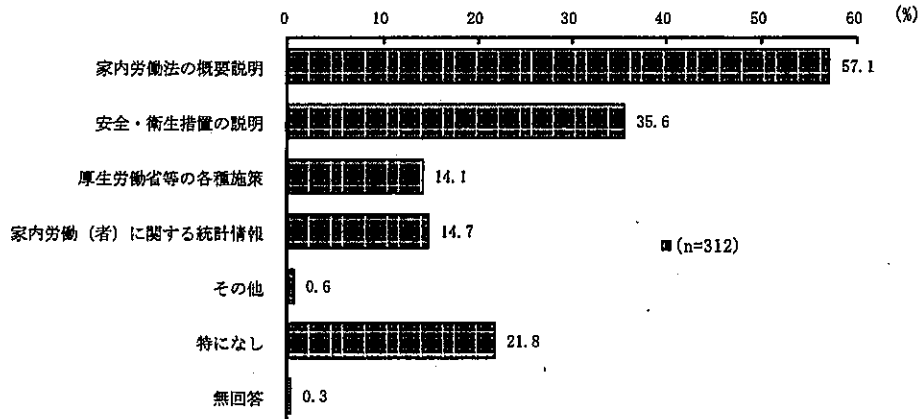 0 10 20 30 40 50 60 (%)
家内労働法の概要説明 57.1
安全・衛生措置の説明 35.6
厚生労働省等の各種施策 14.1
家内労働（者）に関する統計情報 14.7
(n=312)
その他 0.6
特になし 21.8
無回答 0.3